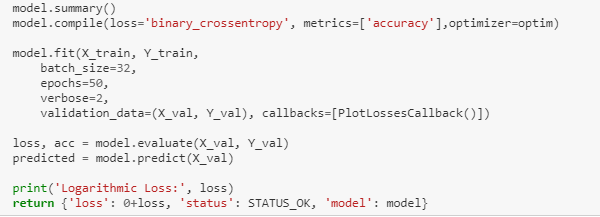 model.summary()
model.compile(loss='binary_crossentropy', metrics=['accuracy'],optimizer=optim)
model.fit(X_train, Y_train,
batch_size=32,
epochs=50,
verbose=2,
validation_data=(X_val, Y_val), callbacks=[PlotLossesCallback()])
loss, acc = model.evaluate(X_val, Y_val)
predicted = model.predict(X_val)
print('Logarithmic Loss:', loss)
return {'loss': 0+loss, 'status': STATUS_OK, 'model': model}